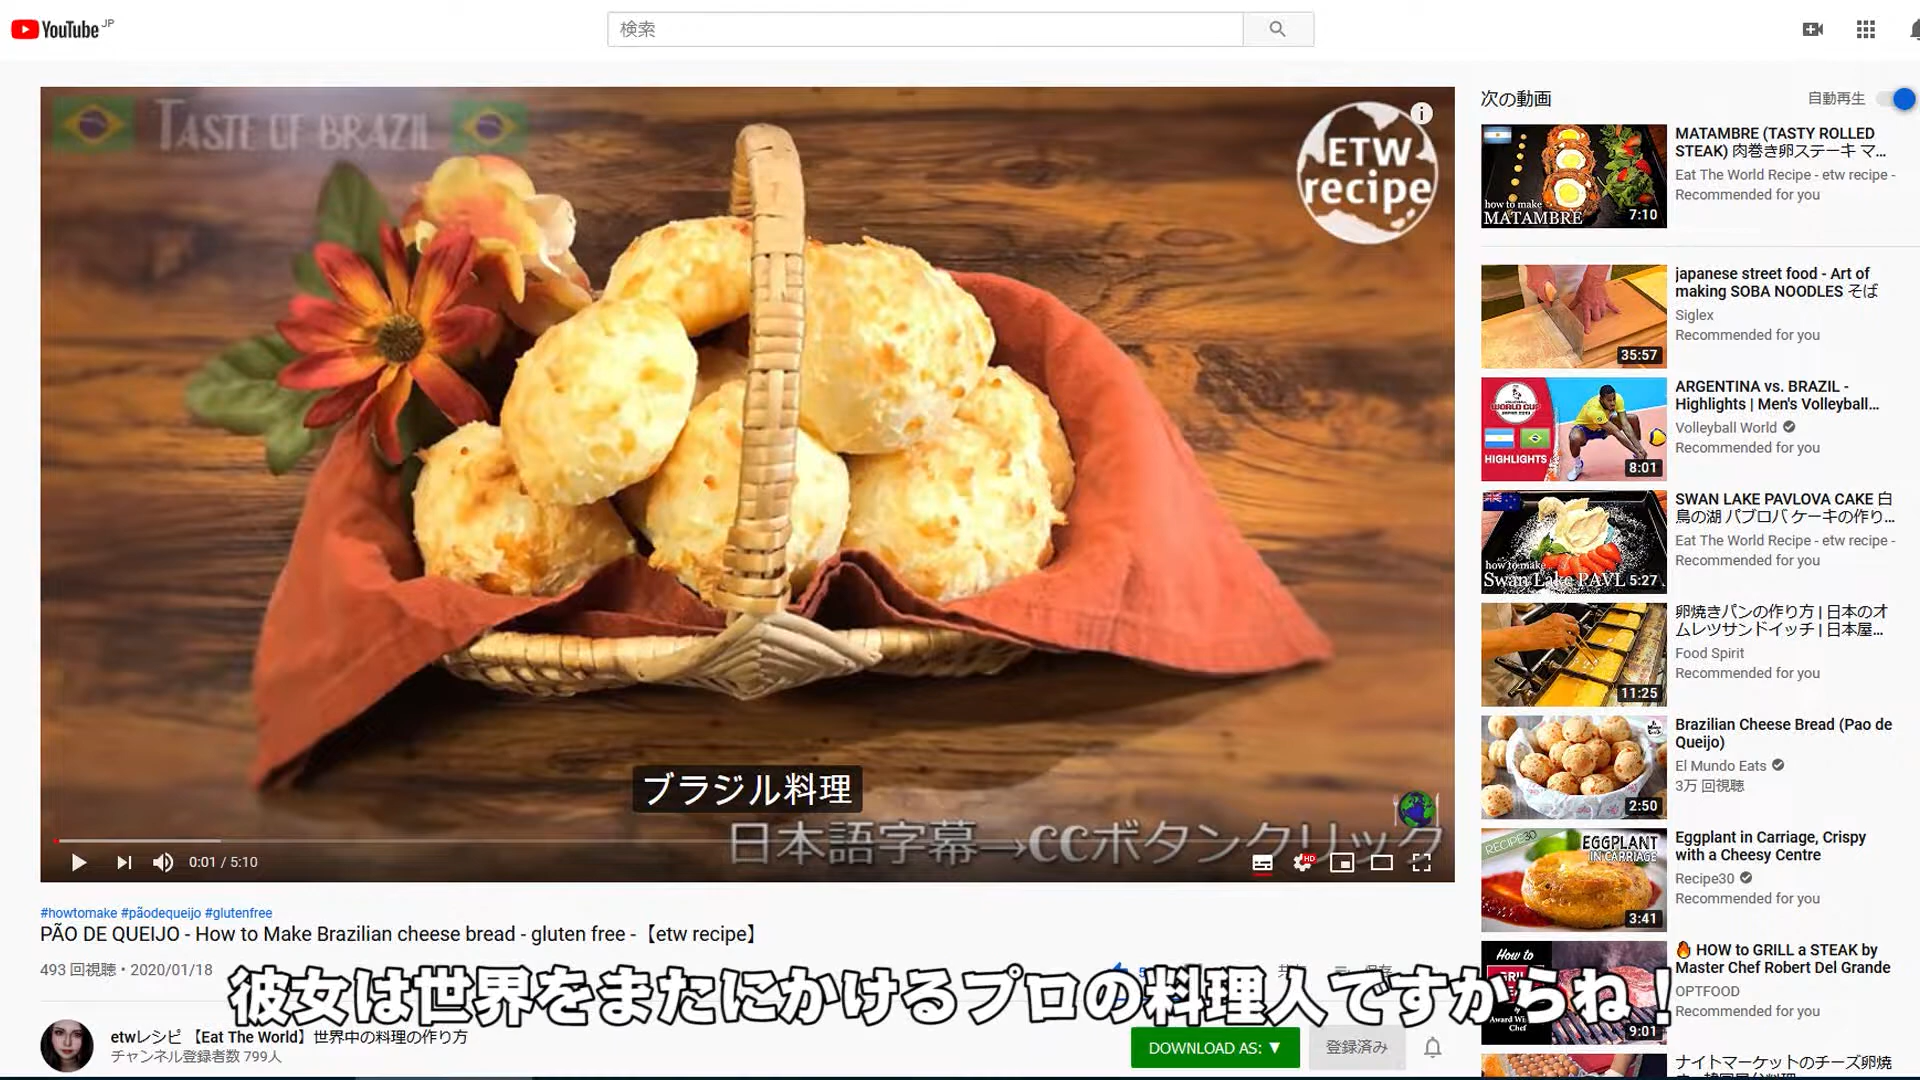 YouTube JP
検索
TASTE OF BRAZIL
ETW
recipe
ブラジル料理
日本語字幕→CCボタンクリック
0:01 / 5:10
HD
#howtomake #pãodequeijo #glutenfree
PÃO DE QUEIJO - How to Make Brazilian cheese bread - gluten free -【etw recipe】
493 回視聴・2020/01/18
彼女は世界をまたにかけるプロの料理人ですからね！
etwレシピ 【Eat The World】世界中の料理の作り方
チャンネル登録者数 799人
DOWNLOAD AS: ▼
登録済み
次の動画
自動再生
how to make
MATAMBRE
7:10
MATAMBRE (TASTY ROLLED
STEAK) 肉巻き卵ステーキ マ...
Eat The World Recipe - etw recipe -
Recommended for you
35:57
japanese street food - Art of
making SOBA NOODLES そば
Siglex
Recommended for you
WORLD CUP
HIGHLIGHTS
8:01
ARGENTINA vs. BRAZIL -
Highlights | Men's Volleyball...
Volleyball World
Recommended for you
how to make
Swan Lake PAVL
5:27
SWAN LAKE PAVLOVA CAKE 白
鳥の湖 パブロバ ケーキの作り...
Eat The World Recipe - etw recipe -
Recommended for you
11:25
卵焼きパンの作り方 | 日本のオ
ムレツサンドイッチ | 日本屋...
Food Spirit
Recommended for you
2:50
Brazilian Cheese Bread (Pao de
Queijo)
El Mundo Eats
3万 回視聴
RECIPE30
EGGPLANT
IN CARRIAGE
3:41
Eggplant in Carriage, Crispy
with a Cheesy Centre
Recipe30
Recommended for you
How to
Chef
9:01
HOW to GRILL a STEAK by
Master Chef Robert Del Grande
OPTFOOD
Recommended for you
ナイトマーケットのチーズ卵焼